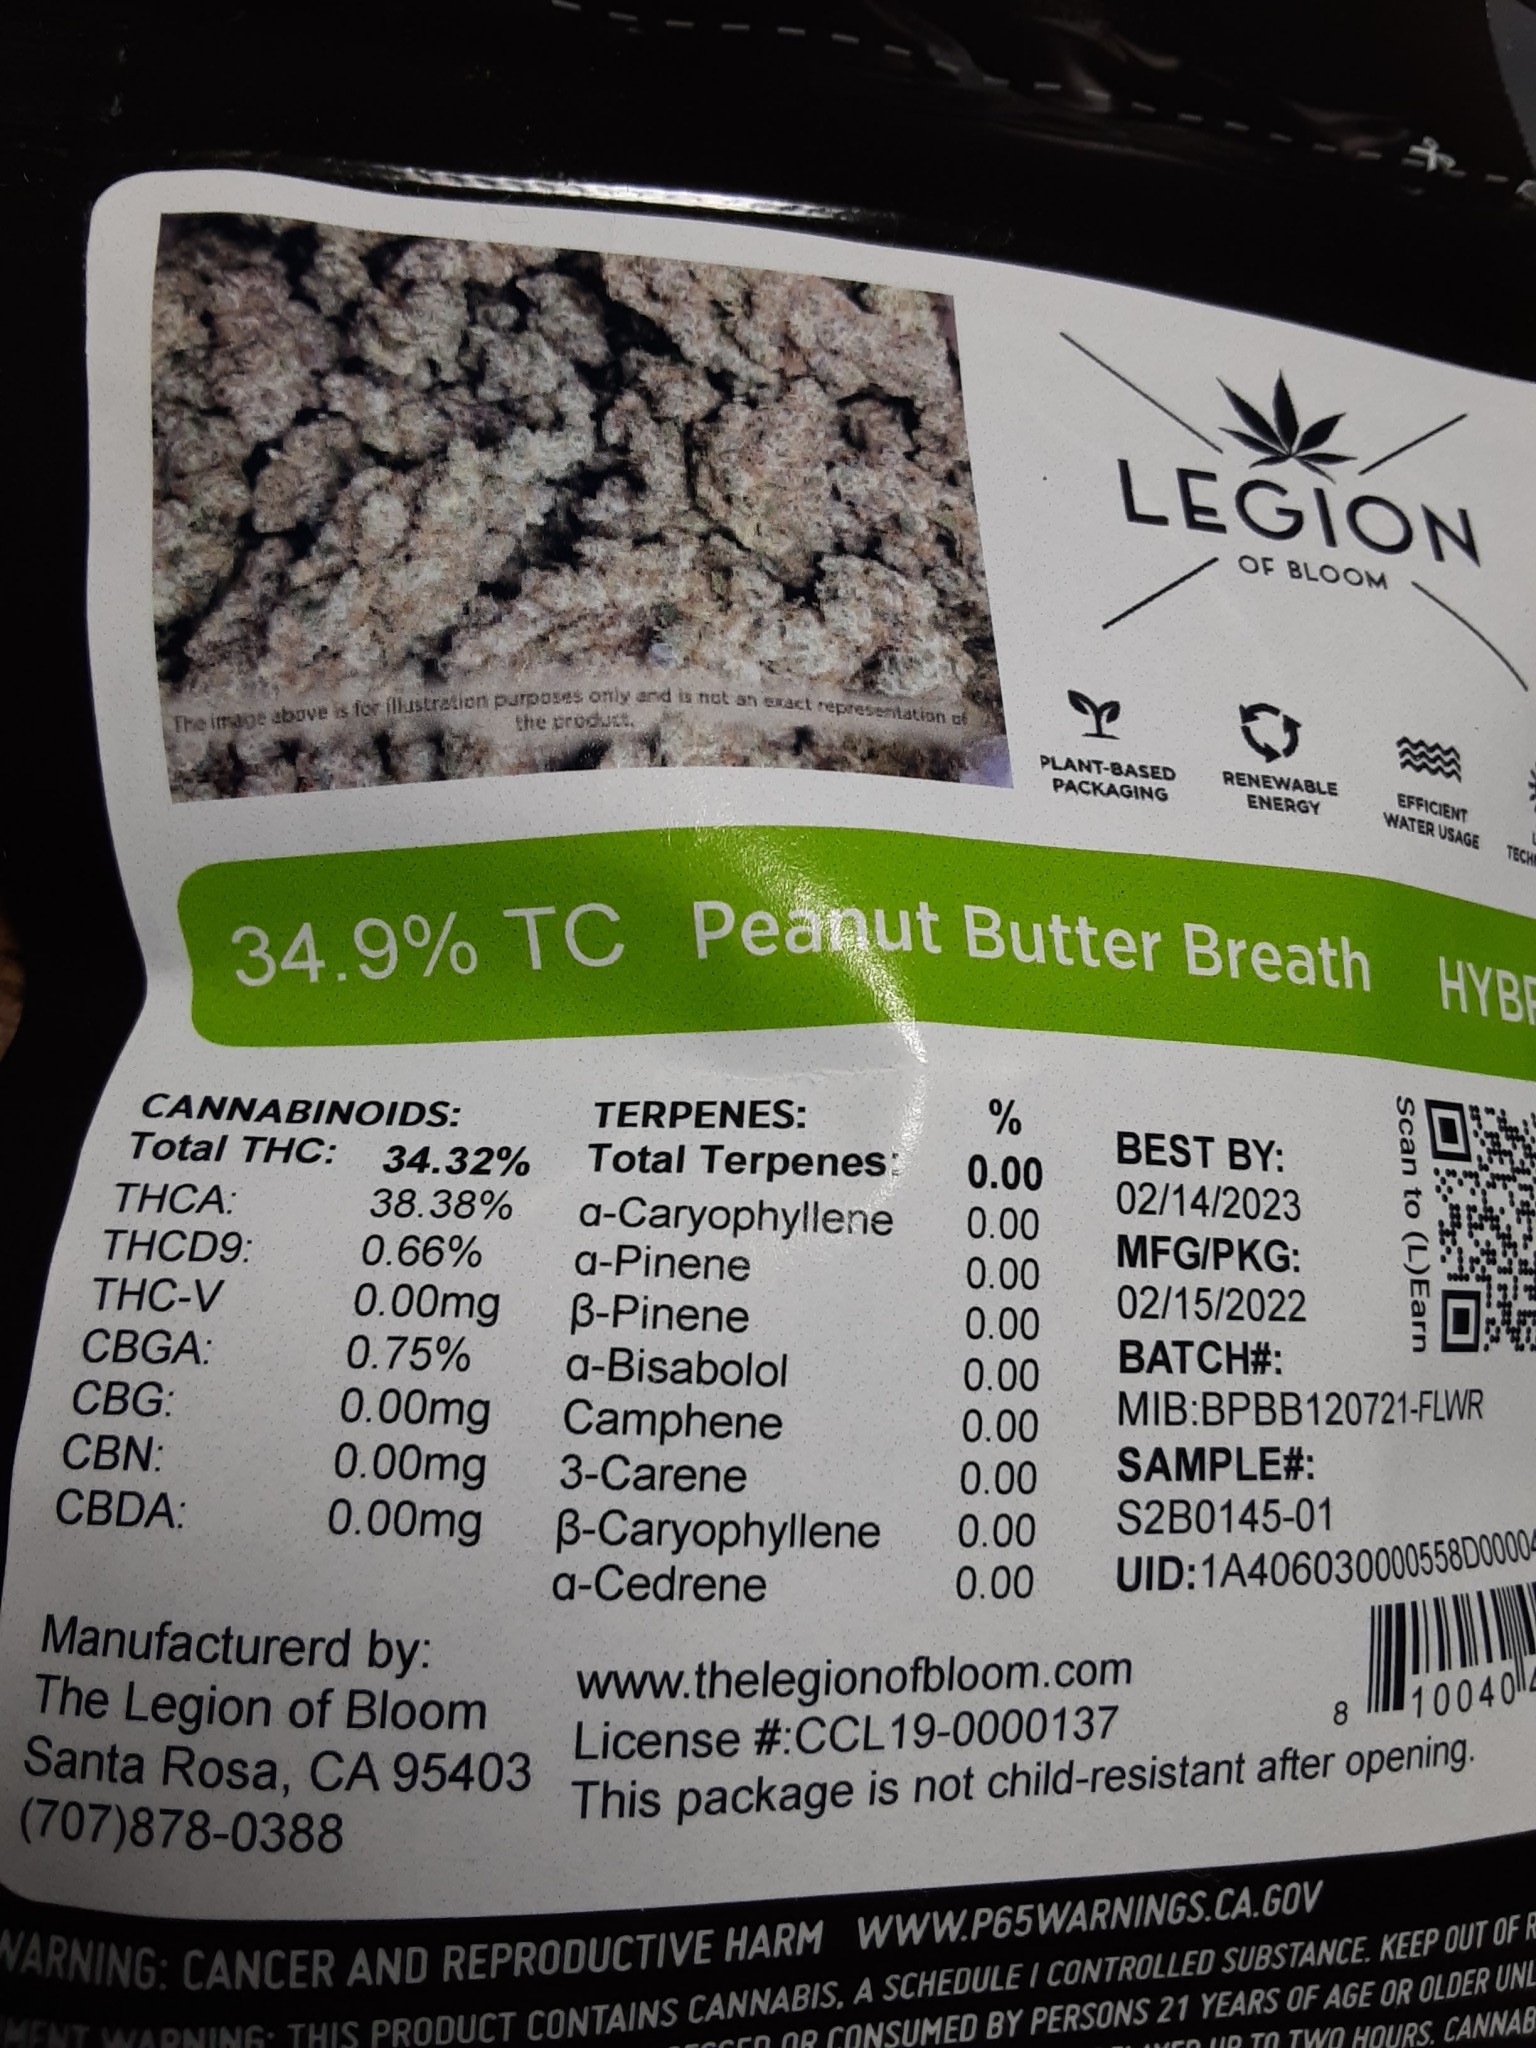 The image above is for illustration purposes only and is not an exact representation of
the product.
LEGION
OF BLOOM
PLANT-BASED
PACKAGING
RENEWABLE
ENERGY
EFFICIENT
WATER USAGE
34.9% TC Peanut Butter Breath
CANNABINOIDS:
Total THC: 34.32%
THCA: 38.38%
THCD9: 0.66%
THC-V 0.00mg
CBGA: 0.75%
CBG: 0.00mg
CBN: 0.00mg
CBDA: 0.00mg
TERPENES: %
Total Terpenes: 0.00
α-Caryophyllene 0.00
α-Pinene 0.00
β-Pinene 0.00
α-Bisabolol 0.00
Camphene 0.00
3-Carene 0.00
β-Caryophyllene 0.00
α-Cedrene 0.00
BEST BY:
02/14/2023
MFG/PKG:
02/15/2022
BATCH#:
MIB:BPBB120721-FLWR
SAMPLE#:
S2B0145-01
UID:1A4060300000558D00004
Scan to (L)Earn
8 10040
Manufacturerd by:
The Legion of Bloom
Santa Rosa, CA 95403
(707)878-0388
www.thelegionofbloom.com
License #:CCL19-0000137
This package is not child-resistant after opening.
WARNING: CANCER AND REPRODUCTIVE HARM WWW.P65WARNINGS.CA.GOV
WARNING: THIS PRODUCT CONTAINS CANNABIS, A SCHEDULE I CONTROLLED SUBSTANCE. KEEP OUT OF
OR CONSUMED BY PERSONS 21 YEARS OF AGE OR OLDER
UP TO TWO HOURS.